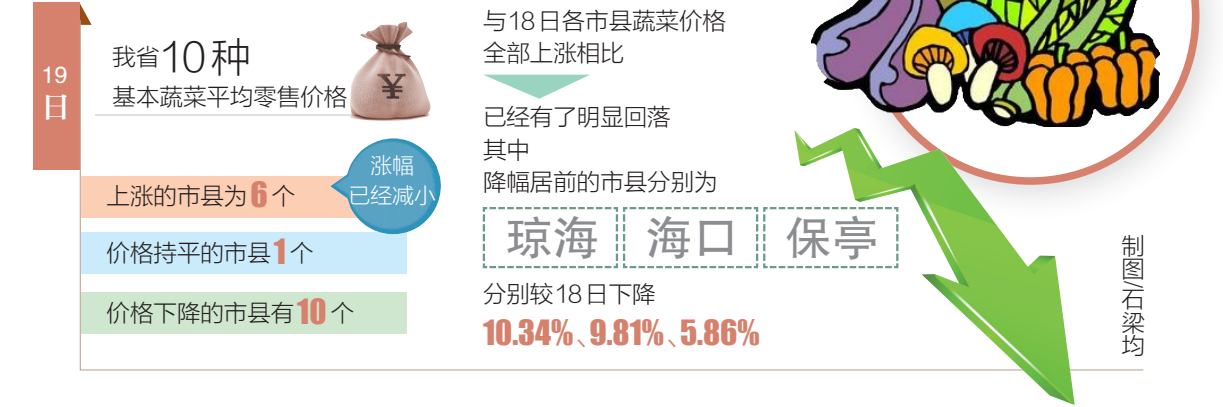 19
日
我省10种
基本蔬菜平均零售价格
¥
涨幅
已经减小
上涨的市县为6个
价格持平的市县1个
价格下降的市县有10个
与18日各市县蔬菜价格
全部上涨相比
已经有了明显回落
其中
降幅居前的市县分别为
琼海 海口 保亭
分别较18日下降
10.34%、9.81%、5.86%
制图/石梁均